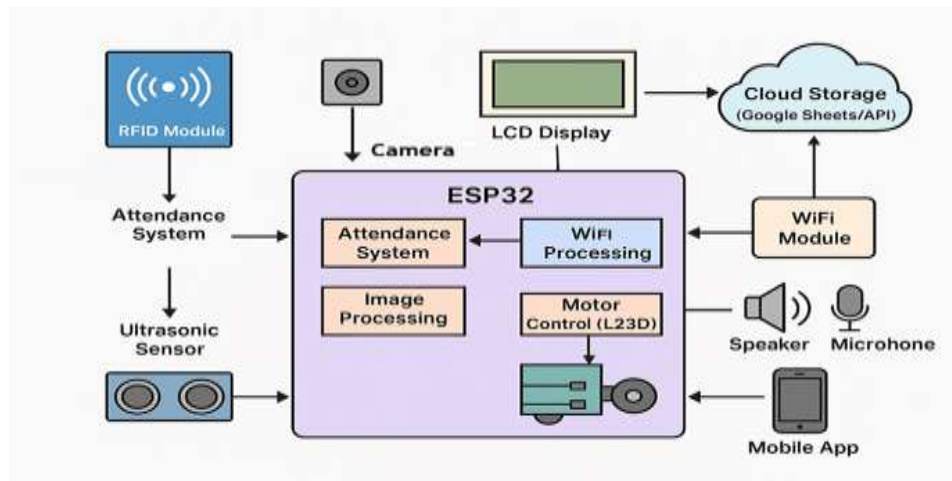 RFID Module
Camera
LCD Display
Cloud Storage
(Google Sheets/API)
Attendance
System
ESP32
Attendance
System
WiFi
Processing
WiFi
Module
Image
Processing
Motor
Control (L23D)
Ultrasonic
Sensor
Speaker
Microhone
Mobile App